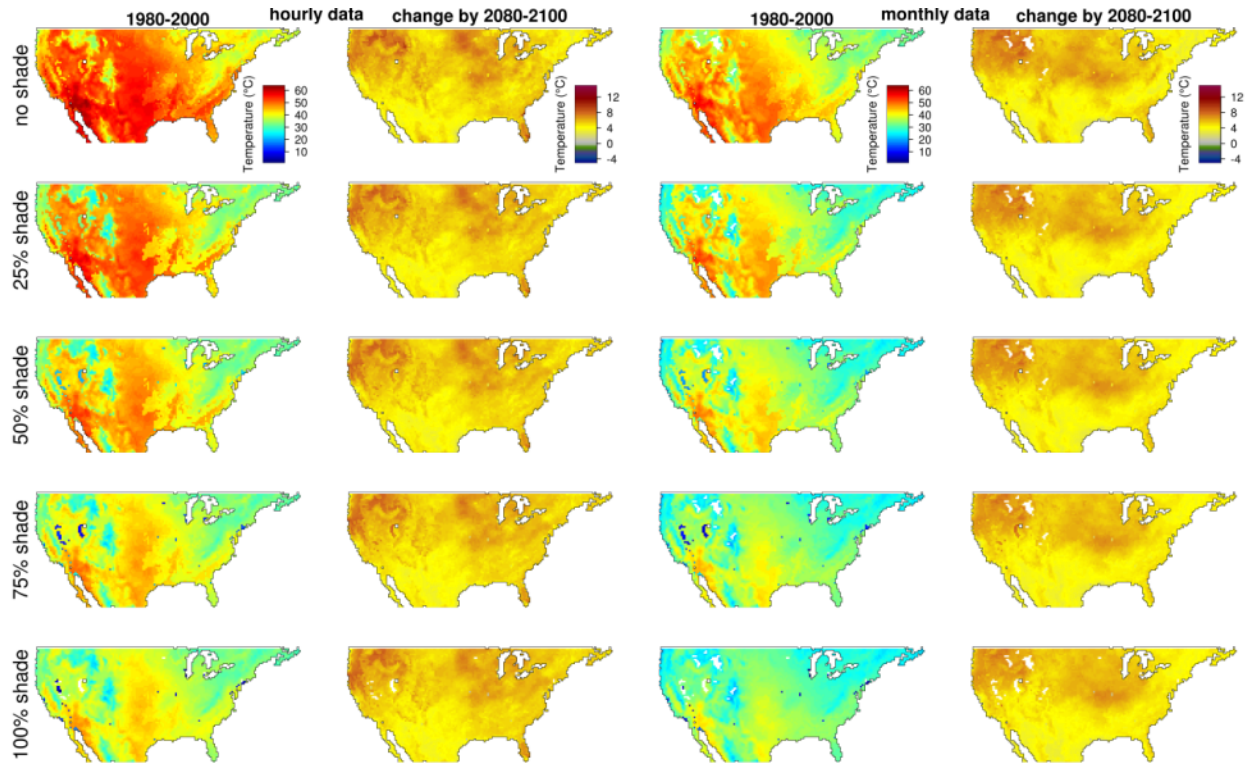 hourly data
monthly data
1980-2000
change by 2080-2100
1980-2000
change by 2080-2100
no shade
Temperature (°C)
60
50
40
30
20
10
Temperature (°C)
12
8
4
0
-4
Temperature (°C)
60
50
40
30
20
10
Temperature (°C)
12
8
4
0
-4
25% shade
50% shade
75% shade
100% shade